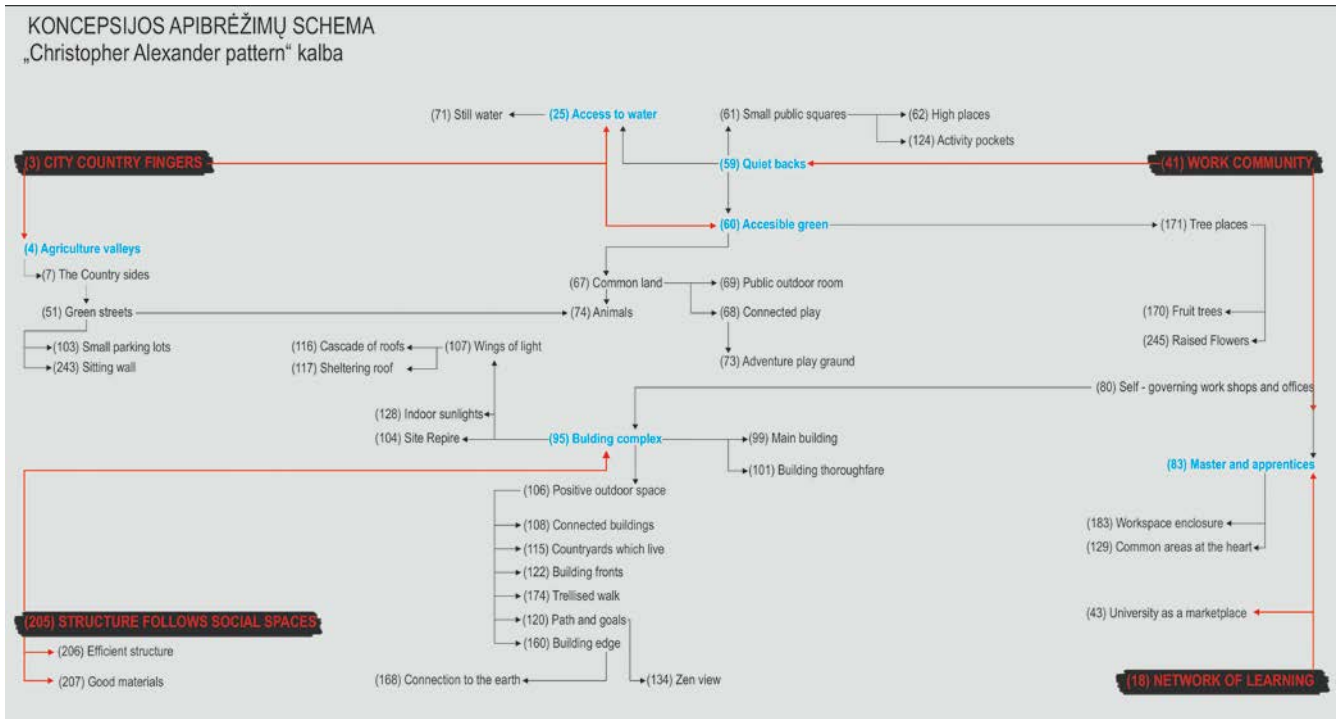 KONCEPSIJOS APIBRĖŽIMŲ SCHEMA
„Christopher Alexander pattern“ kalba
(71) Still water
(25) Access to water
(61) Small public squares
(62) High places
(124) Activity pockets
(3) CITY COUNTRY FINGERS
(59) Quiet backs
(41) WORK COMMUNITY
(60) Accesible green
(171) Tree places
(4) Agriculture valleys
(7) The Country sides
(67) Common land
(69) Public outdoor room
(51) Green streets
(74) Animals
(68) Connected play
(170) Fruit trees
(103) Small parking lots
(116) Cascade of roofs
(107) Wings of light
(245) Raised Flowers
(243) Sitting wall
(117) Sheltering roof
(73) Adventure play ground
(80) Self - governing work shops and offices
(128) Indoor sunlights
(104) Site Repire
(95) Bulding complex
(99) Main building
(101) Building thoroughfare
(83) Master and apprentices
(106) Positive outdoor space
(108) Connected buildings
(183) Workspace enclosure
(115) Countryards which live
(129) Common areas at the heart
(122) Building fronts
(174) Trellised walk
(43) University as a marketplace
(205) STRUCTURE FOLLOWS SOCIAL SPACES
(120) Path and goals
(160) Building edge
(206) Efficient structure
(168) Connection to the earth
(134) Zen view
(207) Good materials
(18) NETWORK OF LEARNING